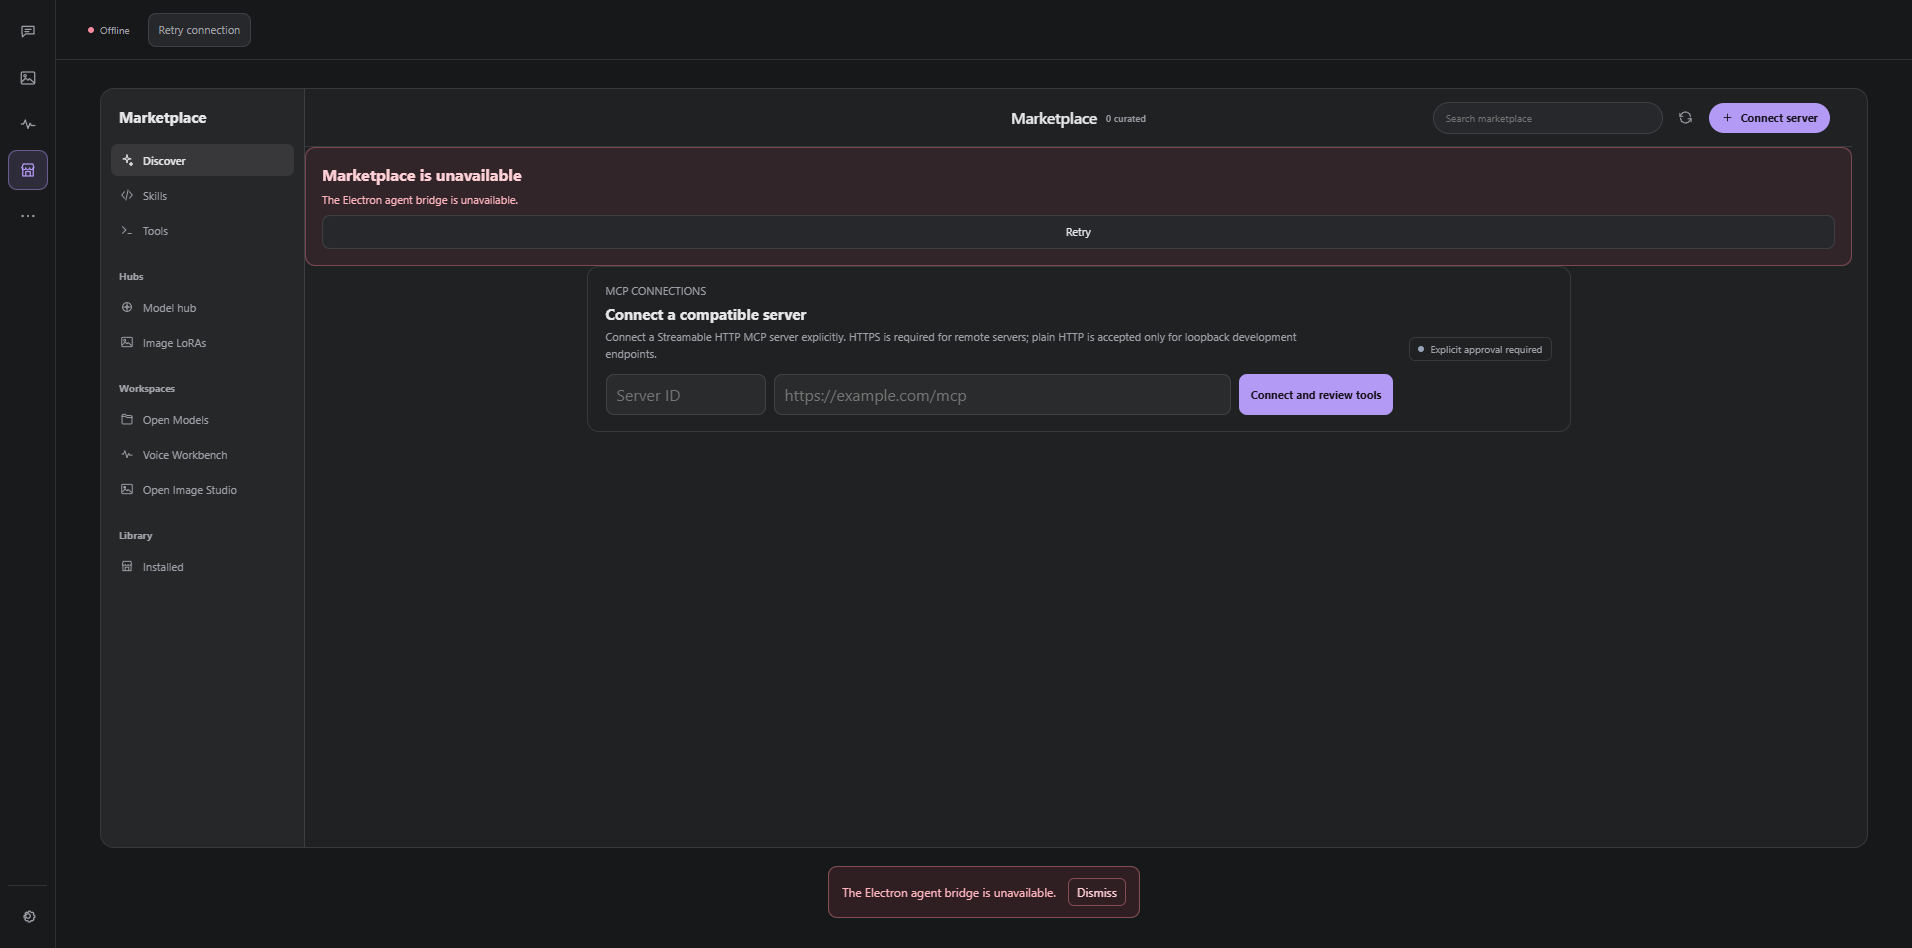 Offline
Retry connection
Marketplace
Discover
Skills
Tools
Hubs
Model hub
Image LoRAs
Workspaces
Open Models
Voice Workbench
Open Image Studio
Library
Installed
Marketplace 0 curated
Search marketplace
+ Connect server
Marketplace is unavailable
The Electron agent bridge is unavailable.
Retry
MCP CONNECTIONS
Connect a compatible server
Connect a Streamable HTTP MCP server explicitly. HTTPS is required for remote servers; plain HTTP is accepted only for loopback development
endpoints.
Explicit approval required
Server ID
https://example.com/mcp
Connect and review tools
The Electron agent bridge is unavailable.
Dismiss